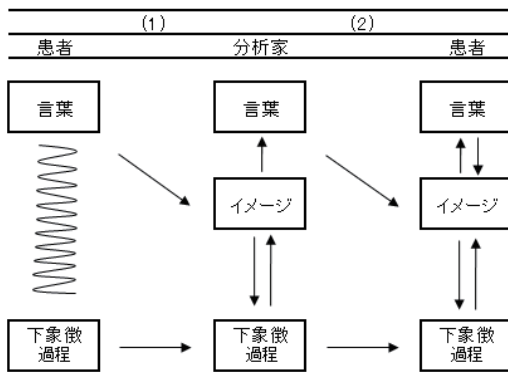 (1) (2)
患者 分析家 患者
言葉 言葉 言葉
イメージ イメージ
下象徴 下象徴 下象徴
過程 過程 過程